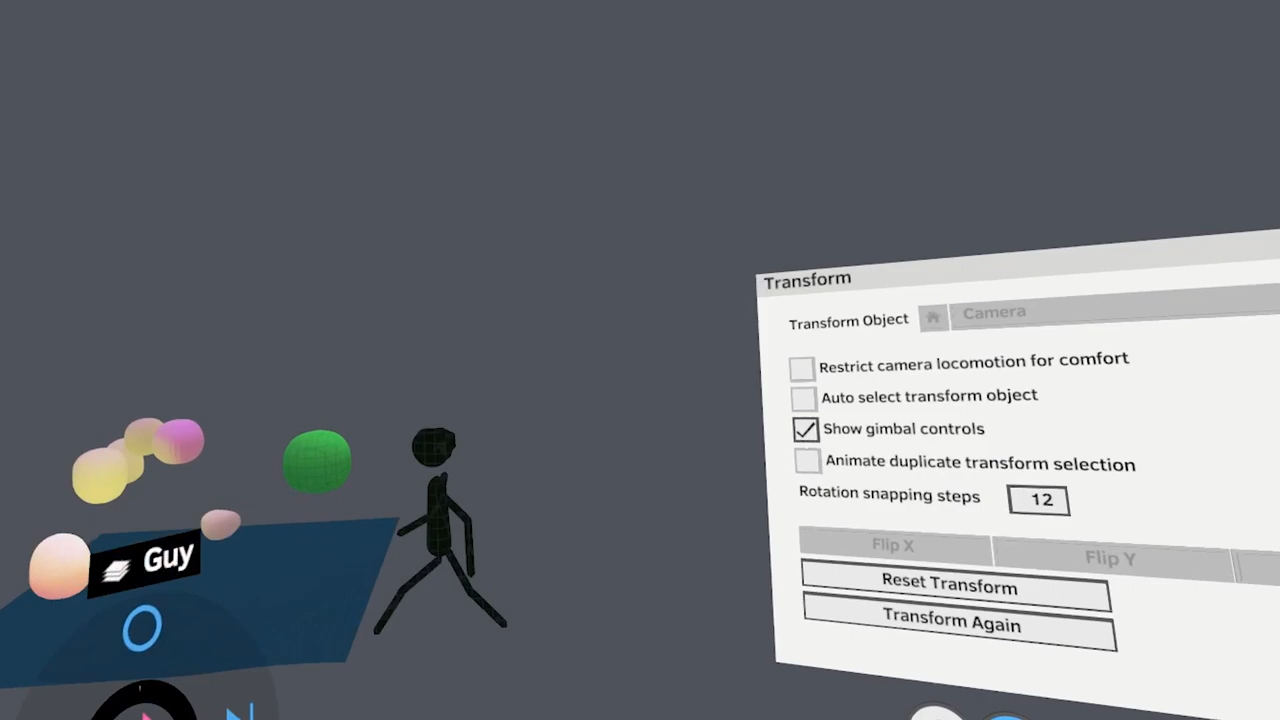 Transform
Transform Object Camera
Restrict camera locomotion for comfort
Auto select transform object
Show gimbal controls
Animate duplicate transform selection
Rotation snapping steps 12
Flip X Flip Y
Reset Transform
Transform Again
Guy